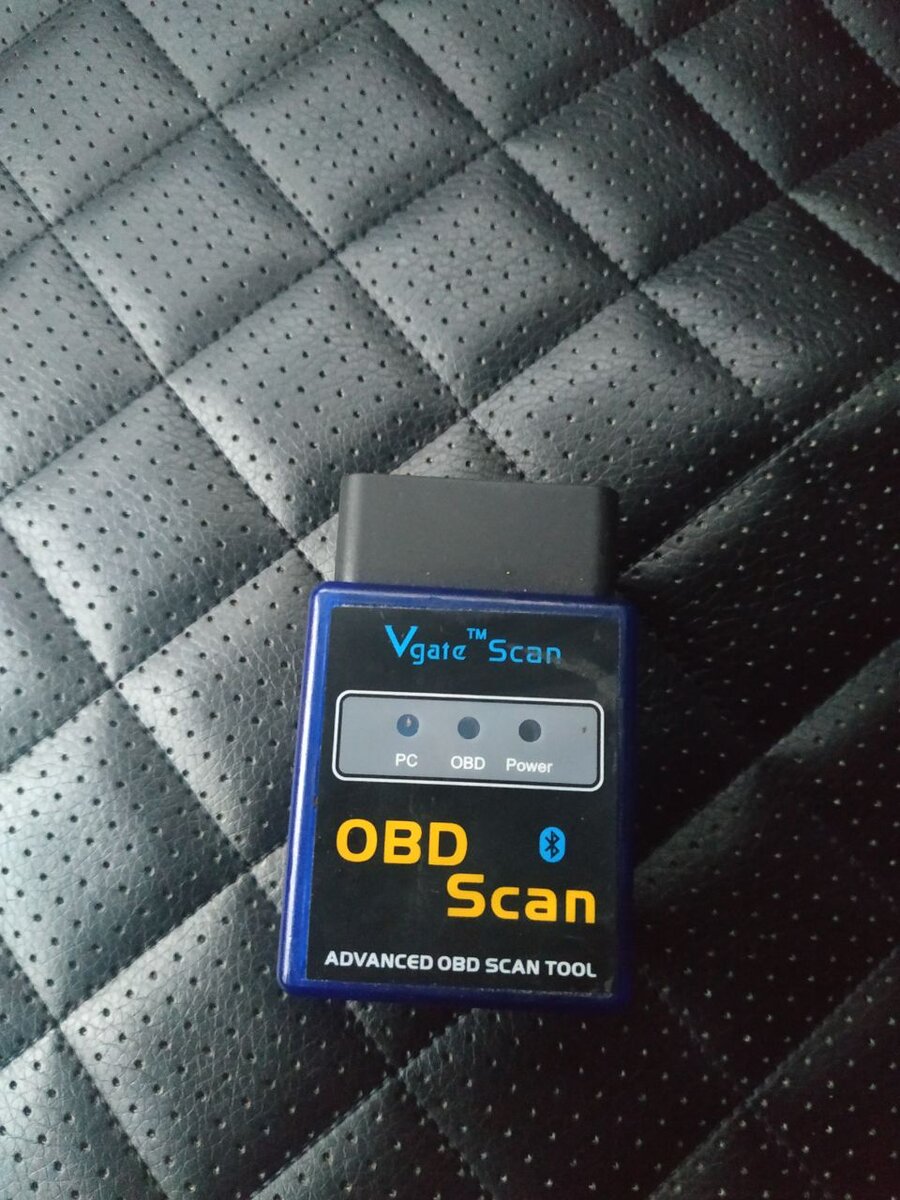 Vgate™ Scan
PC OBD Power
OBD
Scan
ADVANCED OBD SCAN TOOL